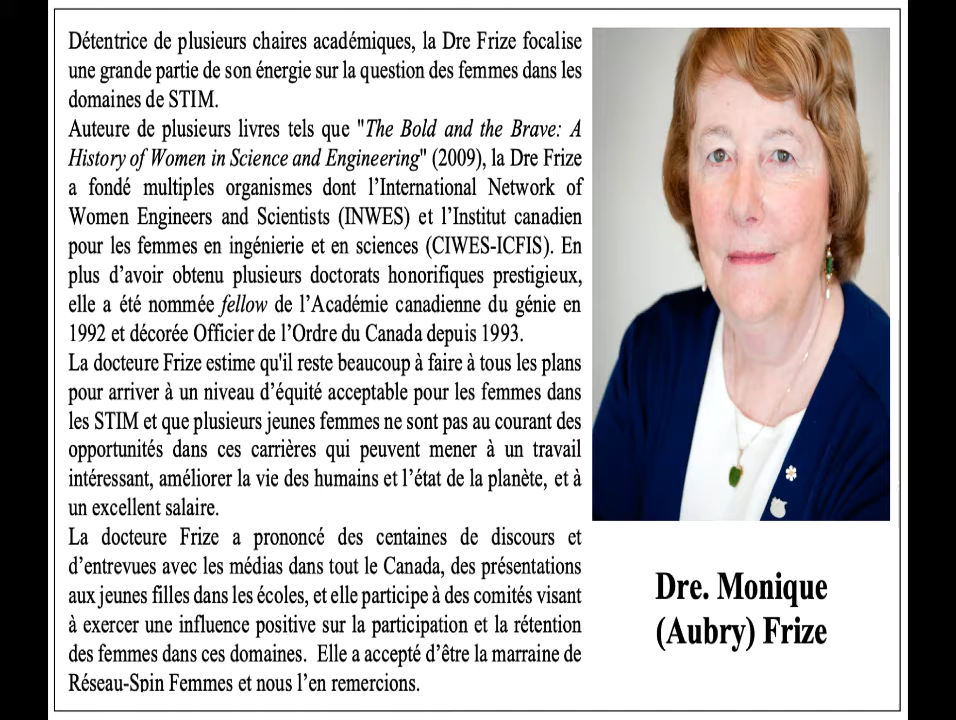 Détentrice de plusieurs chaires académiques, la Dre Frize focalise
une grande partie de son énergie sur la question des femmes dans les
domaines de STIM.
Auteure de plusieurs livres tels que "The Bold and the Brave: A
History of Women in Science and Engineering" (2009), la Dre Frize
a fondé multiples organismes dont l’International Network of
Women Engineers and Scientists (INWES) et l’Institut canadien
pour les femmes en ingénierie et en sciences (CIWES-ICFIS). En
plus d’avoir obtenu plusieurs doctorats honorifiques prestigieux,
elle a été nommée fellow de l’Académie canadienne du génie en
1992 et décorée Officier de l’Ordre du Canada depuis 1993.
La docteure Frize estime qu'il reste beaucoup à faire à tous les plans
pour arriver à un niveau d’équité acceptable pour les femmes dans
les STIM et que plusieurs jeunes femmes ne sont pas au courant des
opportunités dans ces carrières qui peuvent mener à un travail
intéressant, améliorer la vie des humains et l’état de la planète, et à
un excellent salaire.
La docteure Frize a prononcé des centaines de discours et
d’entrevues avec les médias dans tout le Canada, des présentations
aux jeunes filles dans les écoles, et elle participe à des comités visant
à exercer une influence positive sur la participation et la rétention
des femmes dans ces domaines.  Elle a accepté d’être la marraine de
Réseau-Spin Femmes et nous l’en remercions.
Dre. Monique
(Aubry) Frize